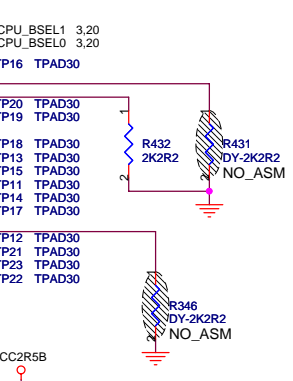 CPU_BSEL1 3,20
CPU_BSEL0 3,20
TP16 TPAD30
TP20 TPAD30
TP19 TPAD30
TP18 TPAD30
TP13 TPAD30
TP15 TPAD30
TP11 TPAD30
TP14 TPAD30
TP17 TPAD30
1
R432
2K2R2
2
R431
DY-2K2R2
NO_ASM
2
TP12 TPAD30
TP21 TPAD30
TP23 TPAD30
TP22 TPAD30
R346
DY-2K2R2
NO_ASM
2
CC2R5B